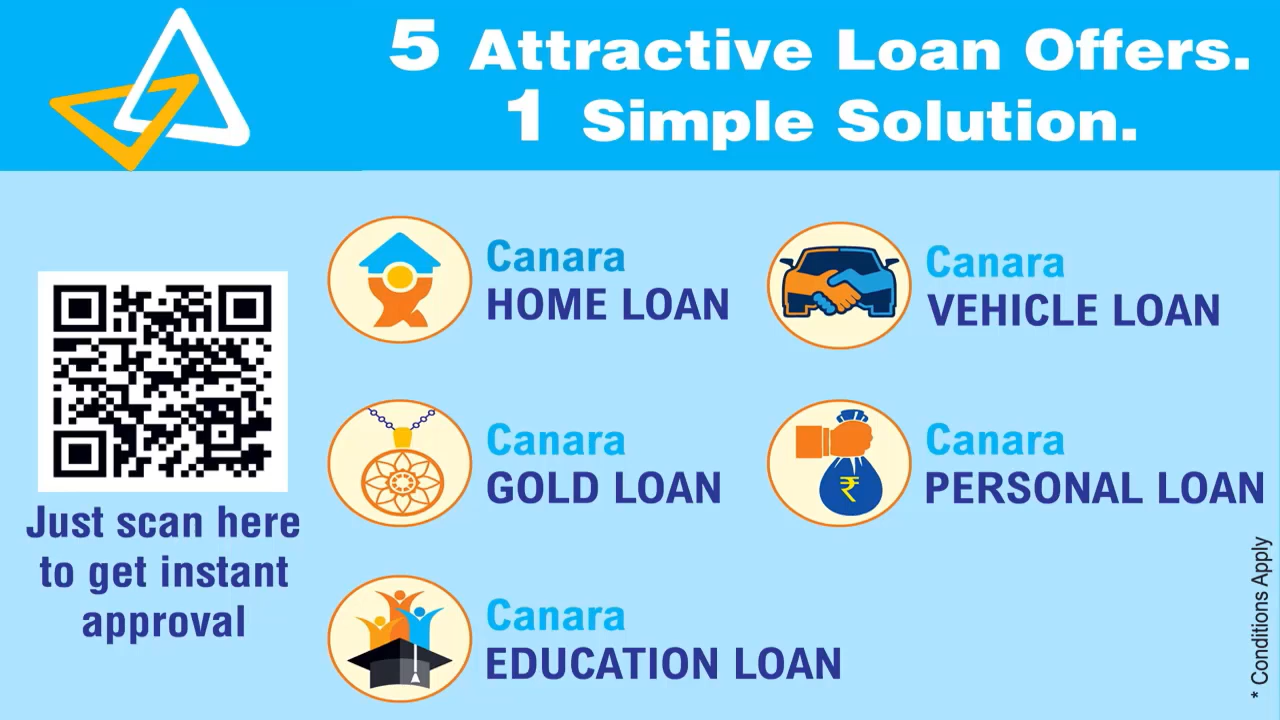 5 Attractive Loan Offers.
1 Simple Solution.
Canara
HOME LOAN
Canara
VEHICLE LOAN
Canara
GOLD LOAN
₹
Canara
PERSONAL LOAN
Canara
EDUCATION LOAN
Just scan here
to get instant
approval
* Conditions Apply